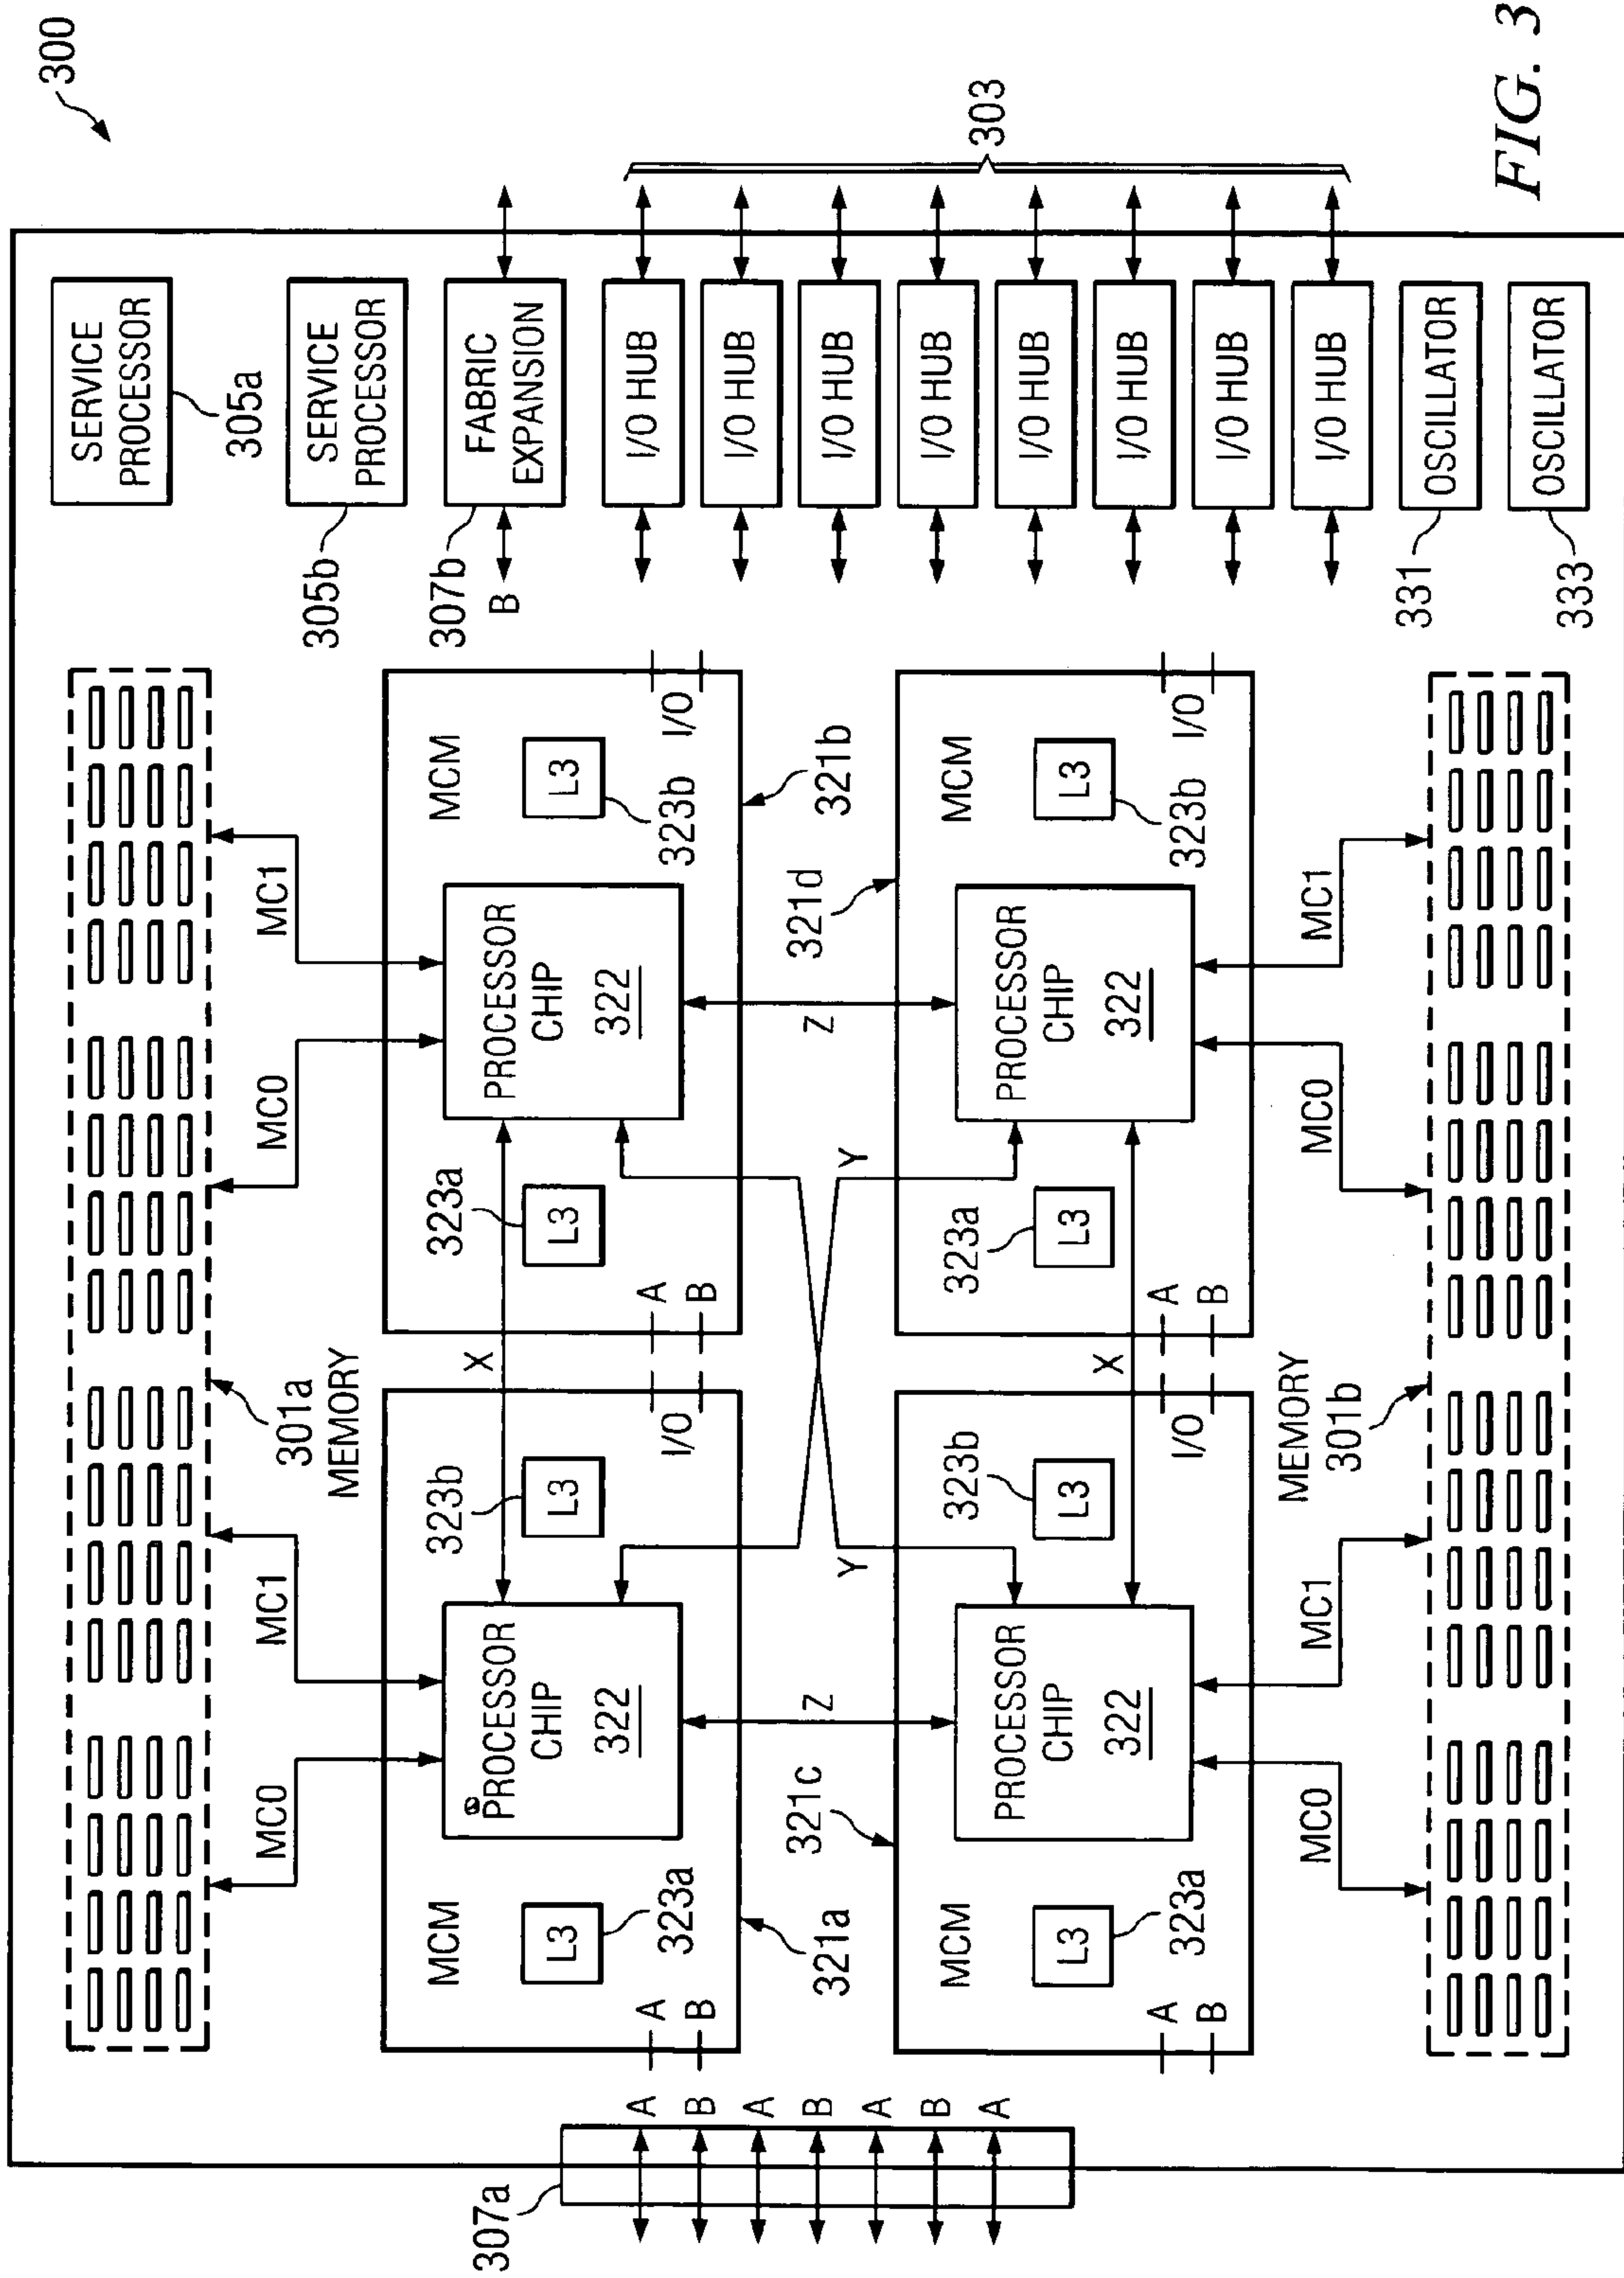 300
SERVICE
PROCESSOR
305a
SERVICE
PROCESSOR
305b
FABRIC
EXPANSION
307b
B
I/O HUB
I/O HUB
I/O HUB
I/O HUB
I/O HUB
I/O HUB
I/O HUB
I/O HUB
303
OSCILLATOR
331
OSCILLATOR
333
301a
MEMORY
MC0
MC1
MC0
MC1
MCM
L3
323a
PROCESSOR
CHIP
322
L3
323b
A
B
I/O
321a
X
MCM
L3
323a
PROCESSOR
CHIP
322
L3
323b
A
B
I/O
321b
Z
Y
Y
Z
MCM
L3
323a
PROCESSOR
CHIP
322
L3
323b
A
B
I/O
321c
X
MCM
L3
323a
PROCESSOR
CHIP
322
L3
323b
A
B
I/O
321d
MC0
MC1
MC0
MC1
MEMORY
301b
307a
A
B
A
B
A
B
A
FIG. 3